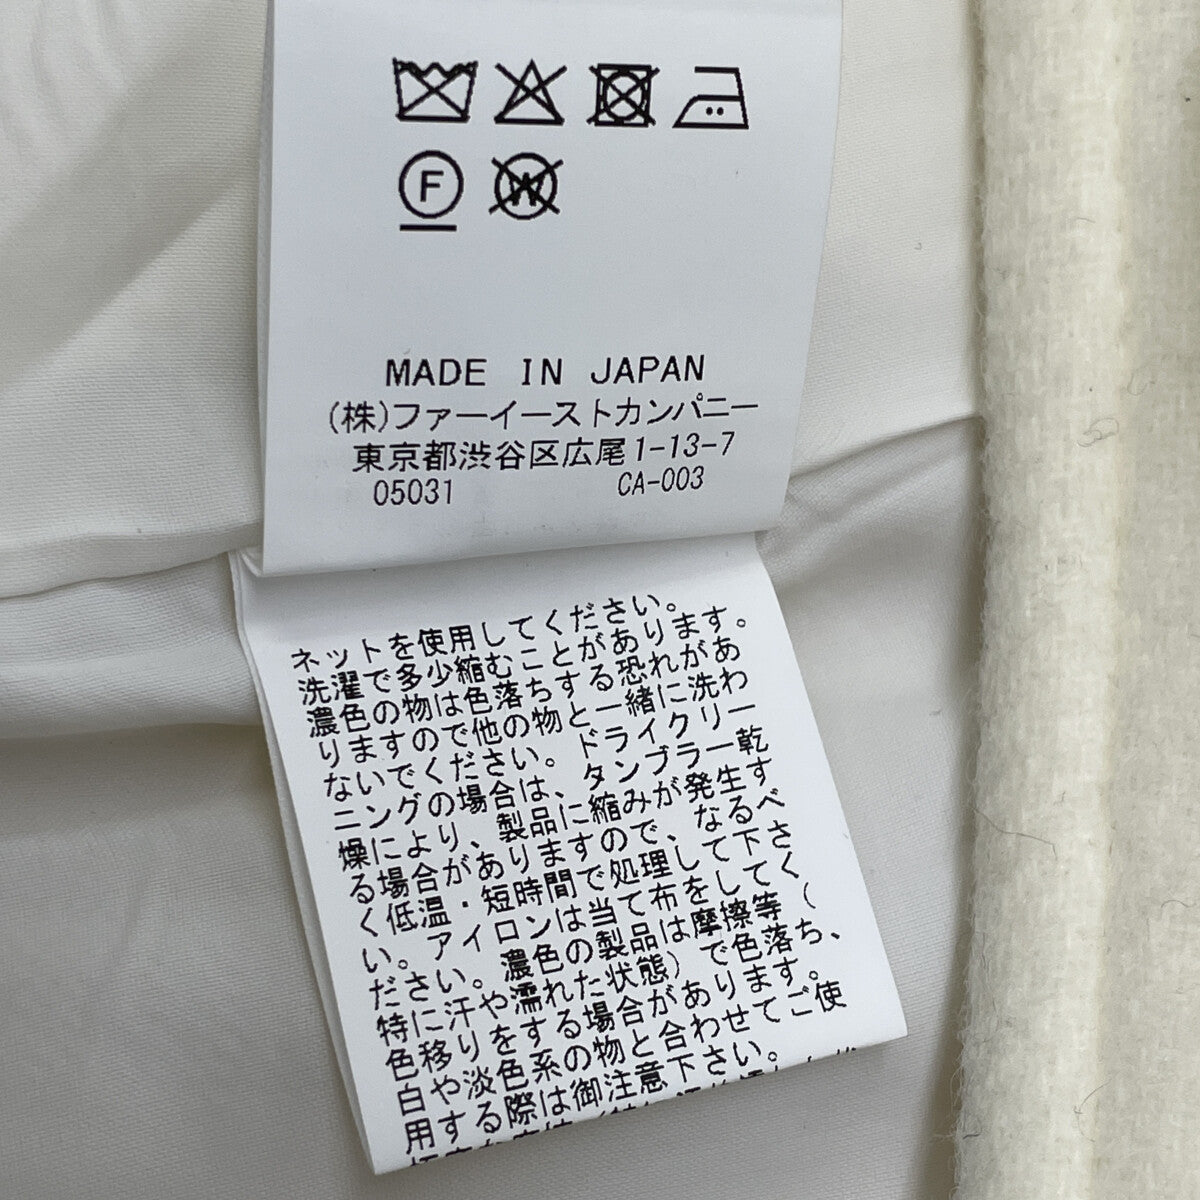 F
W
MADE IN JAPAN
(株)ファーイーストカンパニー
東京都渋谷区広尾1-13-7
05031 CA-003
ネットを使用してください。
洗濯で多少縮むことがあります。
濃色の物は色落ちする恐れがあ
りますので他の物と一緒に洗わ
ないでください。ドライクリー
ニングの場合は、タンブラー乾
燥により、製品に縮みが発生す
る場合がありますので、なるべ
く低温・短時間で処理して下さ
い。アイロンは当て布をしてく
ださい。濃色の製品は摩擦等(
特に汗や濡れた状態)で色落ち、
色移りをする場合があります。
白や淡色系の物と合わせてご使
用する際は御注意下さい。